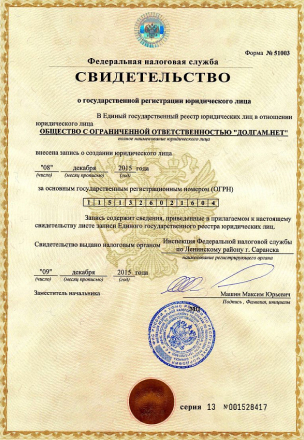 Форма № 51003
Федеральная налоговая служба
СВИДЕТЕЛЬСТВО
о государственной регистрации юридического лица
В Единый государственный реестр юридических лиц в отношении
юридического лица
ОБЩЕСТВО С ОГРАНИЧЕННОЙ ОТВЕТСТВЕННОСТЬЮ "ДОЛГАМ.НЕТ"
полное наименование юридического лица
внесена запись о создании юридического лица
"08" декабря 2015 года
(число) (месяц прописью) (год)
за основным государственным регистрационным номером (ОГРН)
1 1 5 1 3 2 6 0 2 1 6 0 4
Запись содержит сведения, приведенные в прилагаемом к настоящему
свидетельству листе записи Единого государственного реестра юридических лиц.
Свидетельство выдано налоговым органом Инспекция Федеральной налоговой службы
по Ленинскому району г. Саранска
наименование регистрирующего органа
"09" декабря 2015 года
(число) (месяц прописью) (год)
Заместитель начальника Машин Максим Юрьевич
Подпись, Фамилия, инициалы
МП
серия 13 №001528417